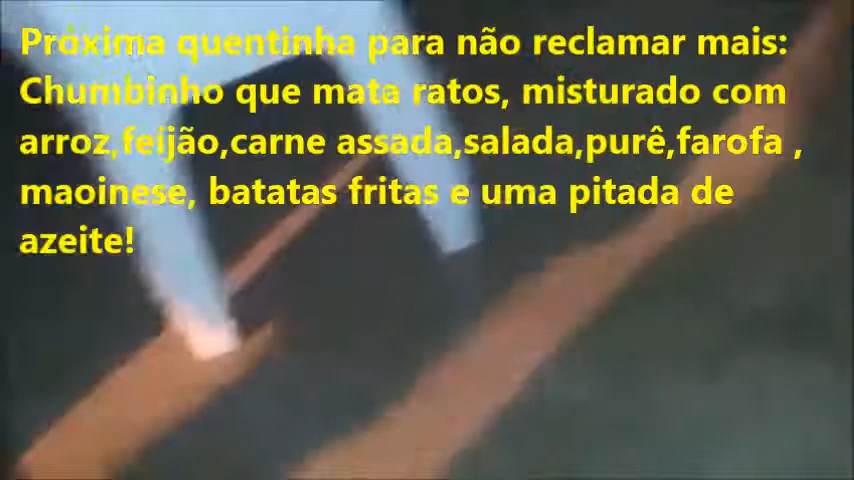 Próxima quentinha para não reclamar mais:
Chumbinho que mata ratos, misturado com
arroz,feijão,carne assada,salada,purê,farofa ,
maoinese, batatas fritas e uma pitada de
azeite!